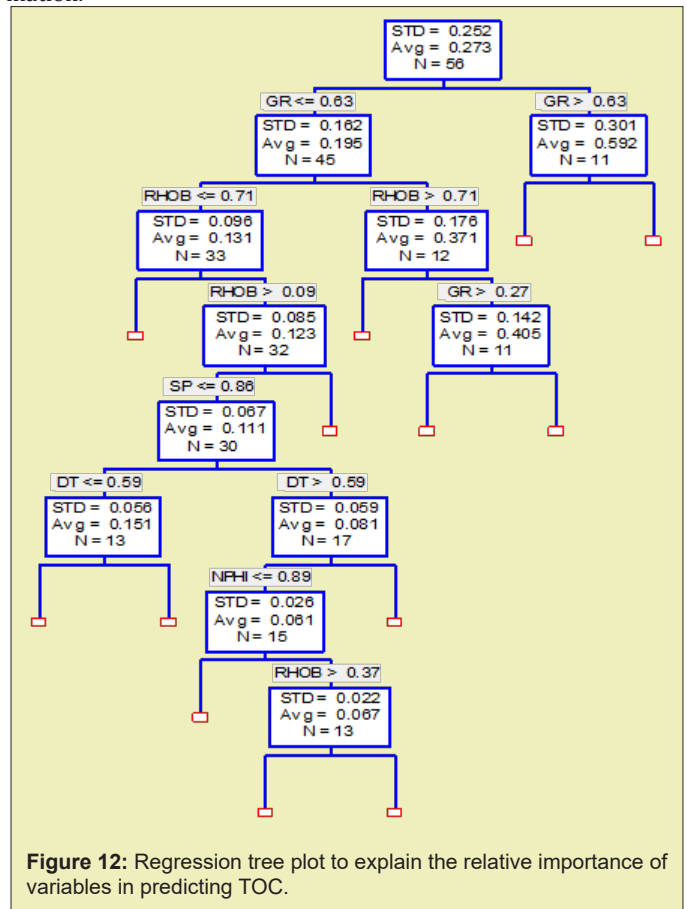 STD = 0.252
Avg = 0.273
N = 56
GR <= 0.63
GR > 0.63
STD = 0.162
Avg = 0.195
N = 45
STD = 0.301
Avg = 0.592
N = 11
RHOB <= 0.71
RHOB > 0.71
STD = 0.096
Avg = 0.131
N = 33
STD = 0.176
Avg = 0.371
N = 12
RHOB > 0.09
GR > 0.27
STD = 0.085
Avg = 0.123
N = 32
STD = 0.142
Avg = 0.405
N = 11
SP <= 0.86
STD = 0.067
Avg = 0.111
N = 30
DT <= 0.59
DT > 0.59
STD = 0.056
Avg = 0.151
N = 13
STD = 0.059
Avg = 0.081
N = 17
NPHI <= 0.89
STD = 0.026
Avg = 0.061
N = 15
RHOB > 0.37
STD = 0.022
Avg = 0.067
N = 13
Figure 12: Regression tree plot to explain the relative importance of
variables in predicting TOC.